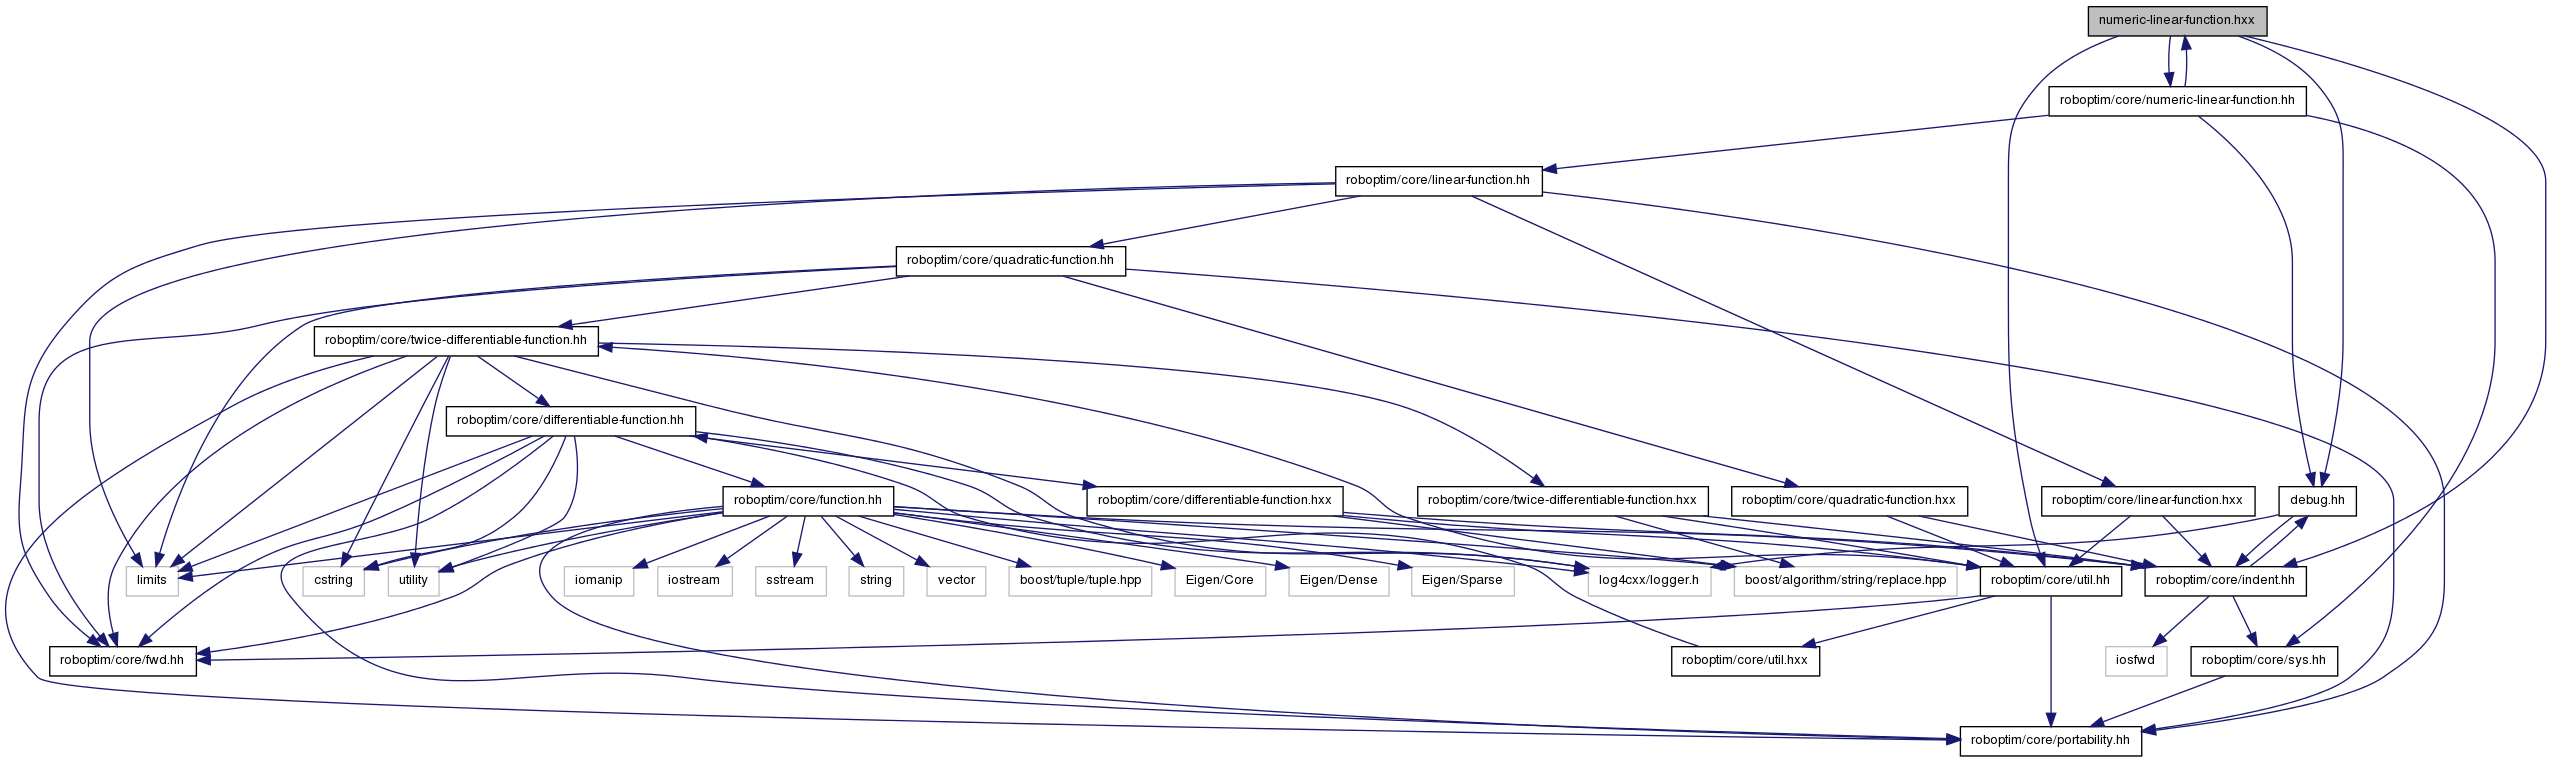 numeric-linear-function.hxx
roboptim/core/numeric-linear-function.hh
roboptim/core/linear-function.hh
roboptim/core/quadratic-function.hh
roboptim/core/twice-differentiable-function.hh
roboptim/core/differentiable-function.hh
roboptim/core/function.hh
roboptim/core/differentiable-function.hxx
roboptim/core/twice-differentiable-function.hxx
roboptim/core/quadratic-function.hxx
roboptim/core/linear-function.hxx
debug.hh
limits
cstring
utility
iomanip
iostream
sstream
string
vector
boost/tuple/tuple.hpp
Eigen/Core
Eigen/Dense
Eigen/Sparse
log4cxx/logger.h
boost/algorithm/string/replace.hpp
roboptim/core/util.hh
roboptim/core/indent.hh
roboptim/core/fwd.hh
roboptim/core/util.hxx
iosfwd
roboptim/core/sys.hh
roboptim/core/portability.hh